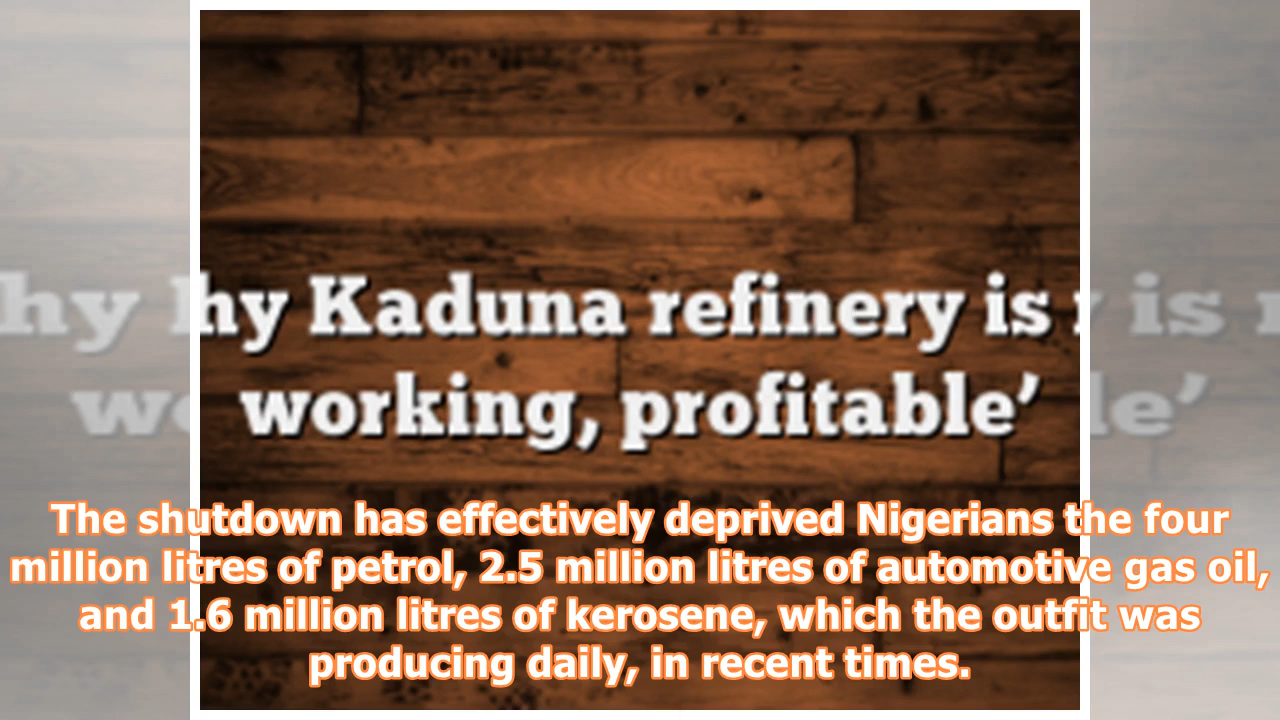 hy Kaduna refinery is
working, profitable’
The shutdown has effectively deprived Nigerians the four
million litres of petrol, 2.5 million litres of automotive gas oil,
and 1.6 million litres of kerosene, which the outfit was
producing daily, in recent times.